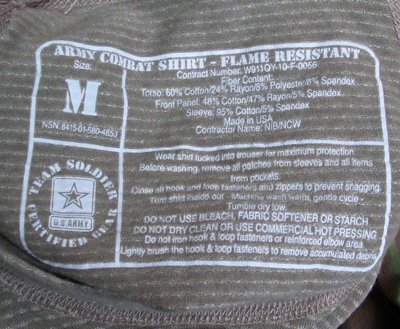 ARMY COMBAT SHIRT - FLAME RESISTANT
Size:
M
NSN: 8415-01-580-4853
Contract Number: W911QY-10-F-0056
Fiber Content:
Torso: 60% Cotton/24% Rayon/8% Polyester/8% Spandex
Front Panel: 48% Cotton/47% Rayon/5% Spandex
Sleeve: 95% Cotton/5% Spandex
Made in USA
Contractor Name: NIB/NCW
TEAM SOLDIER
U.S. ARMY
CERTIFIED GEAR
Wear shirt tucked into trouser for maximum protection.
Before washing, remove all patches from sleeves and all items
from pockets.
Close all hook and loop fasteners and zippers to prevent snagging.
Turn shirt inside out - Machine wash warm, gentle cycle -
Tumble dry low.
DO NOT USE BLEACH, FABRIC SOFTENER OR STARCH
DO NOT DRY CLEAN OR USE COMMERCIAL HOT PRESSING
Do not iron hook & loop fasteners or reinforced elbow area
Lightly brush the hook & loop fasteners to remove accumulated debris